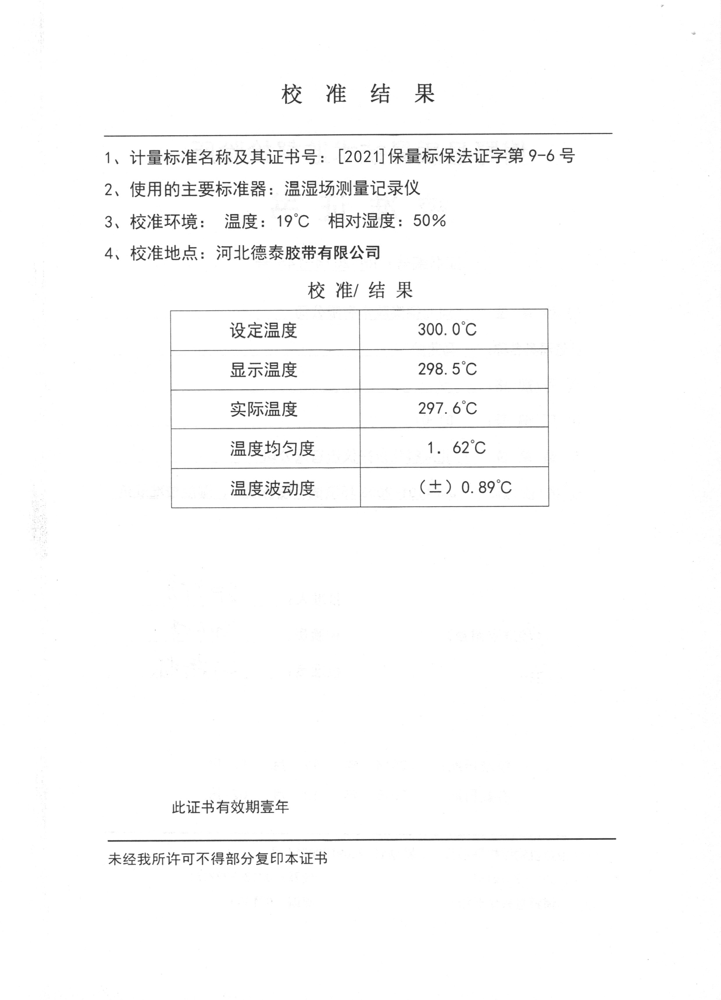 校 准 结 果
1、计量标准名称及其证书号：[2021]保量标保法证字第 9-6 号
2、使用的主要标准器：温湿场测量记录仪
3、校准环境： 温度：19℃ 相对湿度：50%
4、校准地点：河北德泰胶带有限公司
校 准/ 结 果
设定温度 300.0℃
显示温度 298.5℃
实际温度 297.6℃
温度均匀度 1. 62℃
温度波动度 （±）0.89℃
此证书有效期壹年
未经我所许可不得部分复印本证书